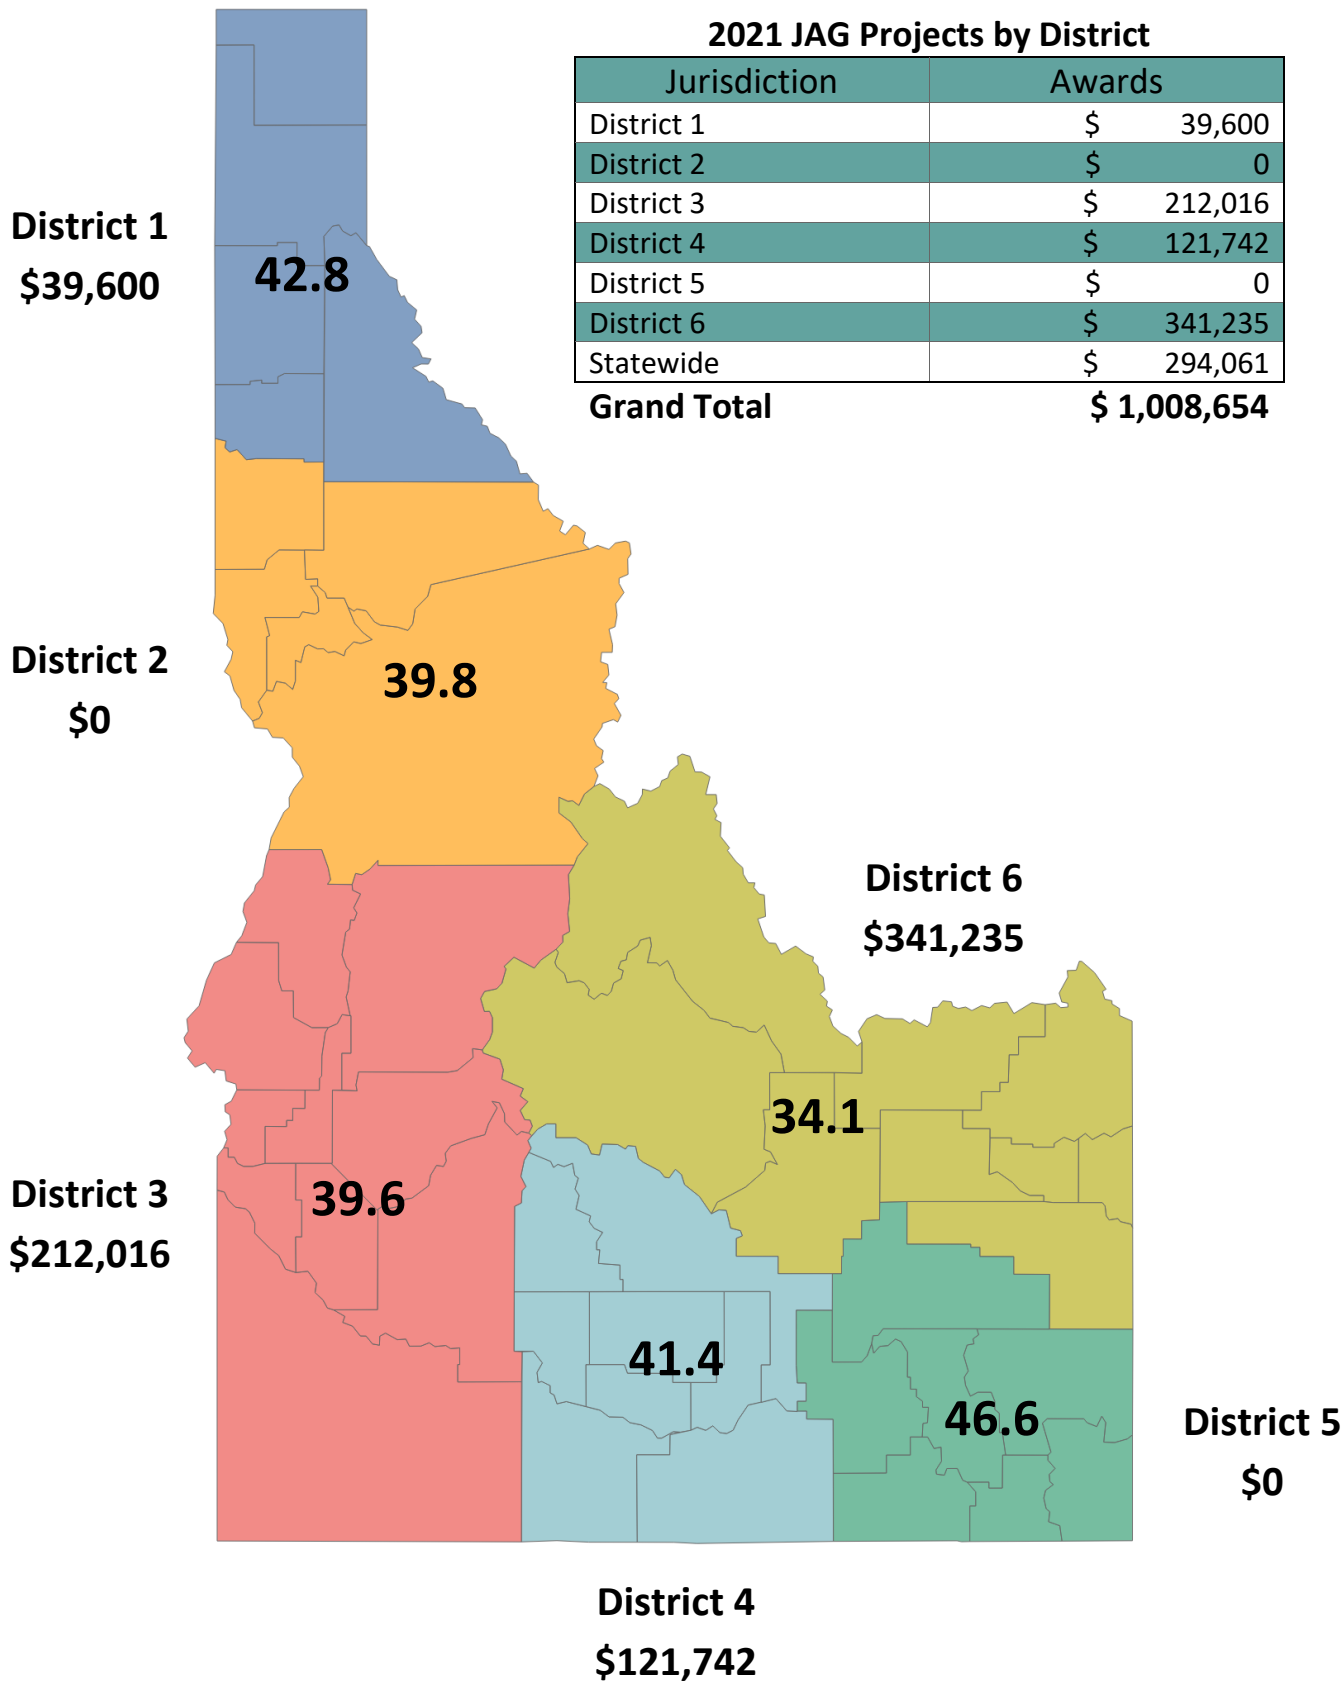 2021 JAG Projects by District
Jurisdiction Awards
District 1 $ 39,600
District 2 $ 0
District 3 $ 212,016
District 4 $ 121,742
District 5 $ 0
District 6 $ 341,235
Statewide $ 294,061
Grand Total $ 1,008,654
District 1
$39,600
42.8
District 2
$0
39.8
District 6
$341,235
34.1
District 3
$212,016
39.6
41.4
46.6
District 5
$0
District 4
$121,742